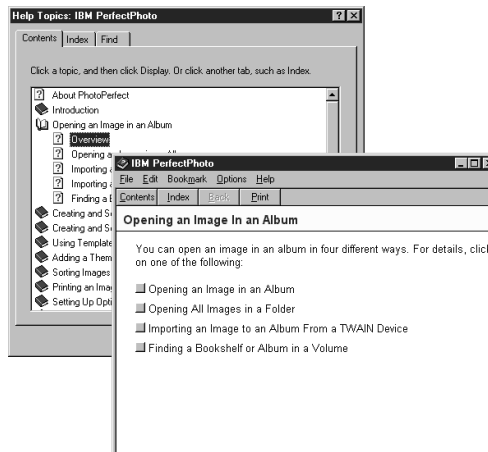 Help Topics: IBM PerfectPhoto
Contents Index Find
Click a topic, and then click Display. Or click another tab, such as Index.
About PhotoPerfect
Introduction
Opening an Image in an Album
Overview
Opening
Importing
Importing
Finding a
Creating and
Creating and
Using Template
Adding a Them
Sorting Images
Printing an Ima
Setting Up Opti
IBM PerfectPhoto
File Edit Bookmark Options Help
Contents Index Back Print
Opening an Image In an Album
You can open an image in an album in four different ways. For details, click
on one of the following:
Opening an Image in an Album
Opening All Images in a Folder
Importing an Image to an Album From a TWAIN Device
Finding a Bookshelf or Album in a Volume